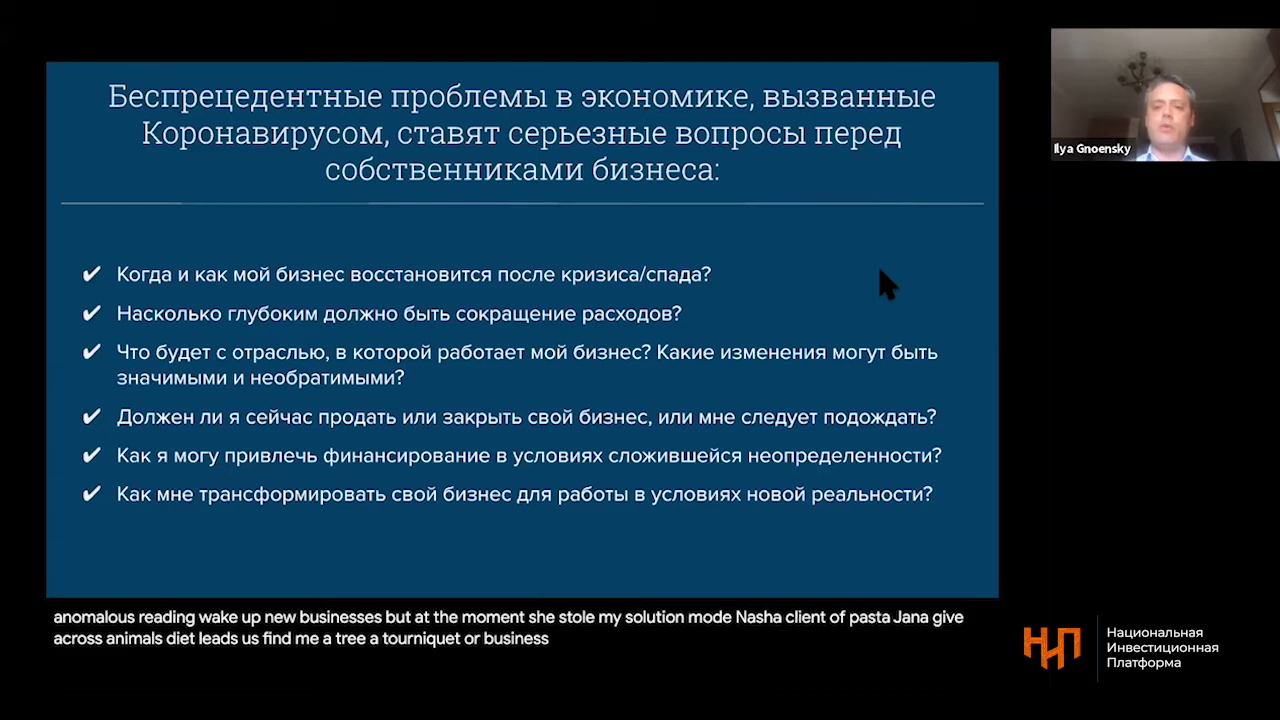 Беспрецедентные проблемы в экономике, вызванные
Коронавирусом, ставят серьезные вопросы перед
собственниками бизнеса:
✔ Когда и как мой бизнес восстановится после кризиса/спада?
✔ Насколько глубоким должно быть сокращение расходов?
✔ Что будет с отраслью, в которой работает мой бизнес? Какие изменения могут быть
значимыми и необратимыми?
✔ Должен ли я сейчас продать или закрыть свой бизнес, или мне следует подождать?
✔ Как я могу привлечь финансирование в условиях сложившейся неопределенности?
✔ Как мне трансформировать свой бизнес для работы в условиях новой реальности?
Ilya Gnoensky
anomalous reading wake up new businesses but at the moment she stole my solution mode Nasha client of pasta Jana give
across animals diet leads us find me a tree a tourniquet or business
НИП
Национальная
Инвестиционная
Платформа